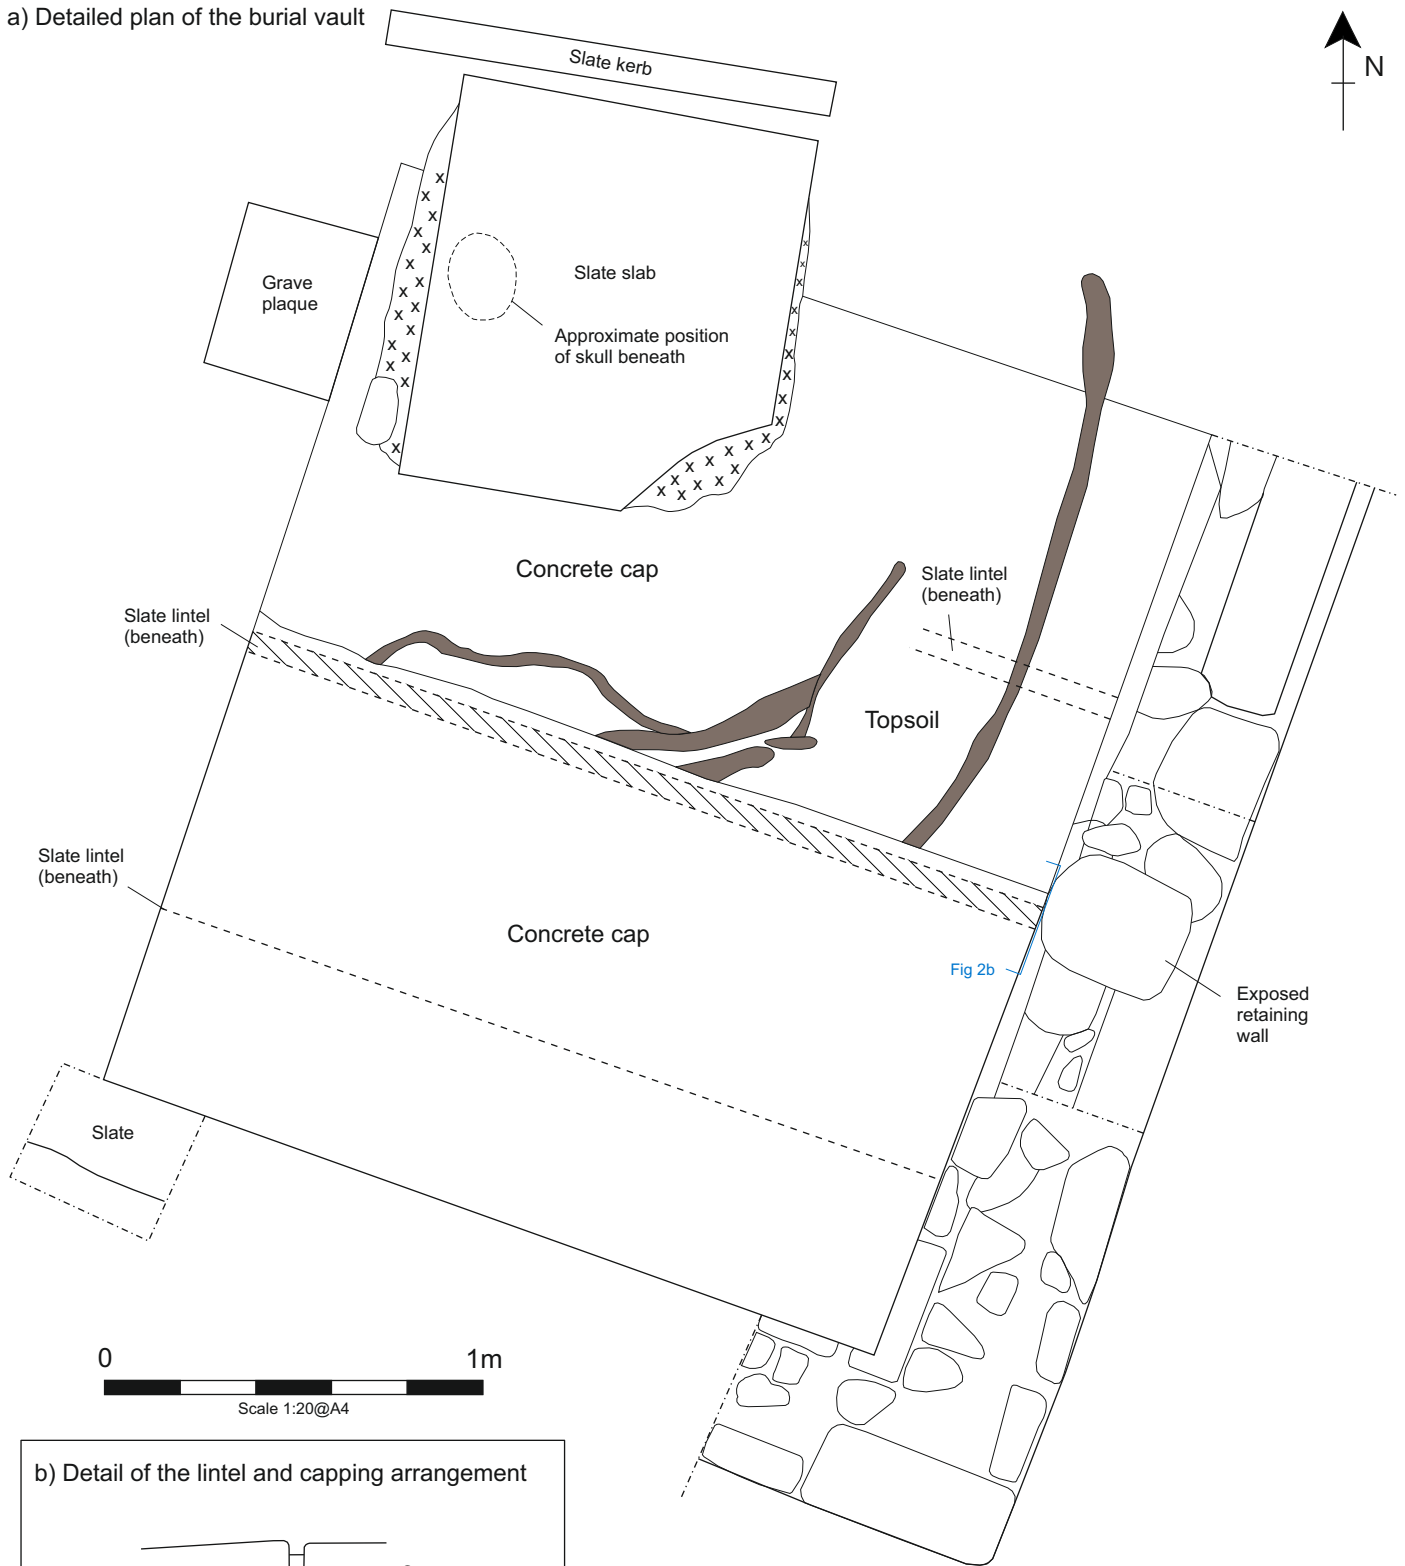 a) Detailed plan of the burial vault
Slate kerb
N
Grave
plaque
Slate slab
Approximate position
of skull beneath
Concrete cap
Slate lintel
(beneath)
Slate lintel
(beneath)
Topsoil
Slate lintel
(beneath)
Concrete cap
Fig 2b
Exposed
retaining
wall
Slate
0 1m
Scale 1:20@A4
b) Detail of the lintel and capping arrangement